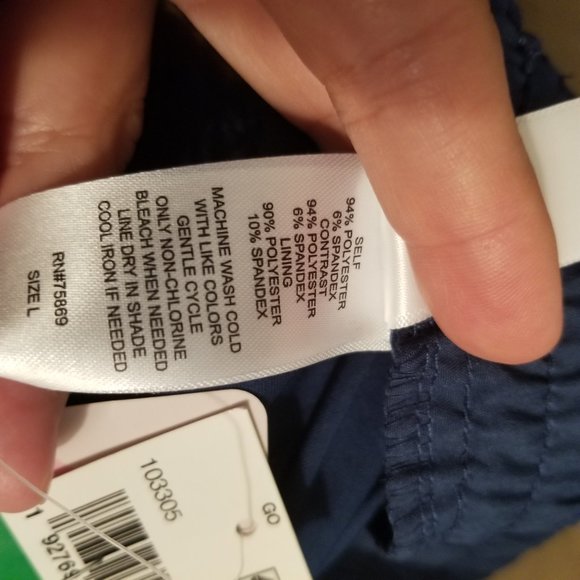 SELF
94% POLYESTER
6% SPANDEX
CONTRAST
94% POLYESTER
6% SPANDEX
LINING
90% POLYESTER
10% SPANDEX
MACHINE WASH COLD
WITH LIKE COLORS
GENTLE CYCLE
ONLY NON-CHLORINE
BLEACH WHEN NEEDED
LINE DRY IN SHADE
COOL IRON IF NEEDED
RN#75869
SIZE L
GO
103305
1